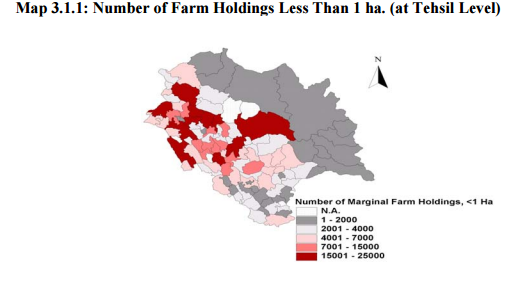 Map 3.1.1: Number of Farm Holdings Less Than 1 ha. (at Tehsil Level)
N
Number of Marginal Farm Holdings, <1 Ha
N.A.
1 - 2000
2001 - 4000
4001 - 7000
7001 - 15000
15001 - 25000